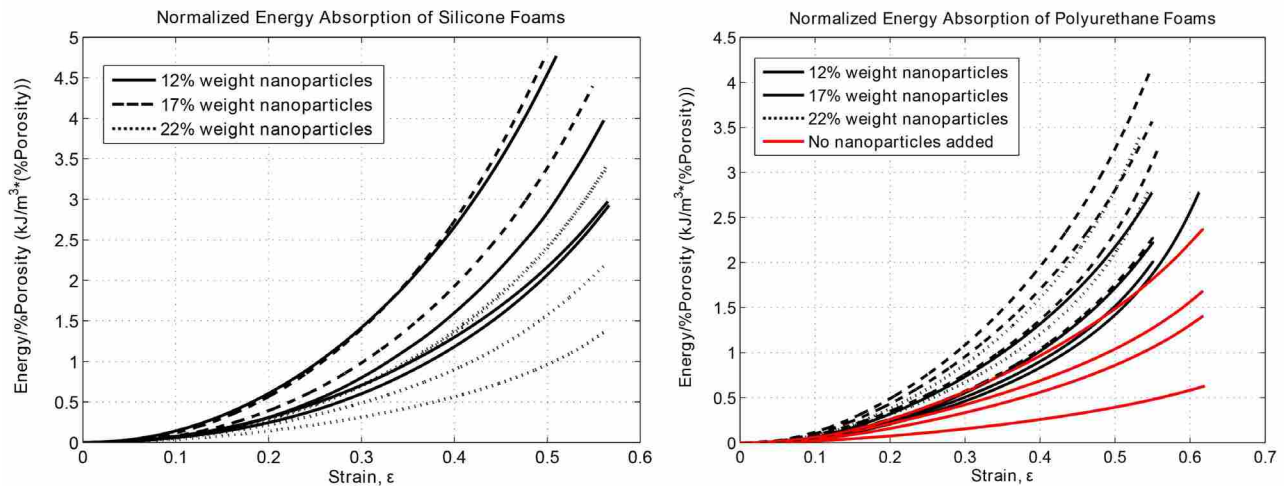 Normalized Energy Absorption of Silicone Foams
5
4.5
4
3.5
3
2.5
2
1.5
1
0.5
0
Energy/%Porosity (kJ/m³*(%Porosity))
12% weight nanoparticles
17% weight nanoparticles
22% weight nanoparticles
0 0.1 0.2 0.3 0.4 0.5 0.6
Strain, ε
Normalized Energy Absorption of Polyurethane Foams
4.5
4
3.5
3
2.5
2
1.5
1
0.5
0
Energy/%Porosity (kJ/m³*(%Porosity))
12% weight nanoparticles
17% weight nanoparticles
22% weight nanoparticles
No nanoparticles added
0 0.1 0.2 0.3 0.4 0.5 0.6 0.7
Strain, ε